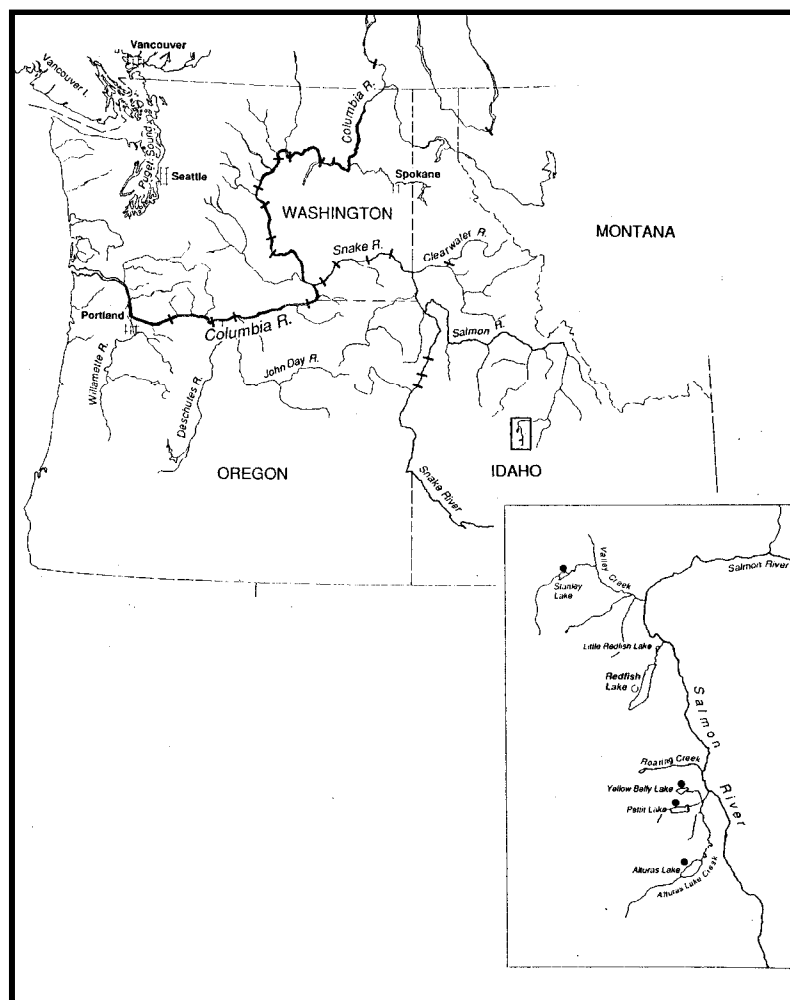 Vancouver
Vancouver I.
Puget Sound
Seattle
Columbia R.
Spokane
WASHINGTON
MONTANA
Snake R.
Clearwater R.
Portland
Columbia R.
Salmon R.
Willamette R.
Deschutes R.
John Day R.
OREGON
IDAHO
Snake River
Valley
Creek
Salmon River
Stanley
Lake
Little Redfish Lake
Redfish
Lake
Salmon
River
Roaring Creek
Yellow Belly Lake
Pettit Lake
Alturas Lake
Alturas Lake Creek